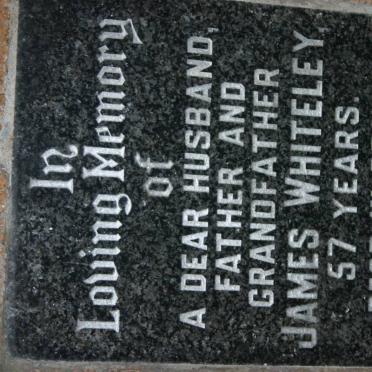 In
Loving Memory
of
A DEAR HUSBAND,
FATHER AND
GRANDFATHER
JAMES WHITELEY,
57 YEARS.